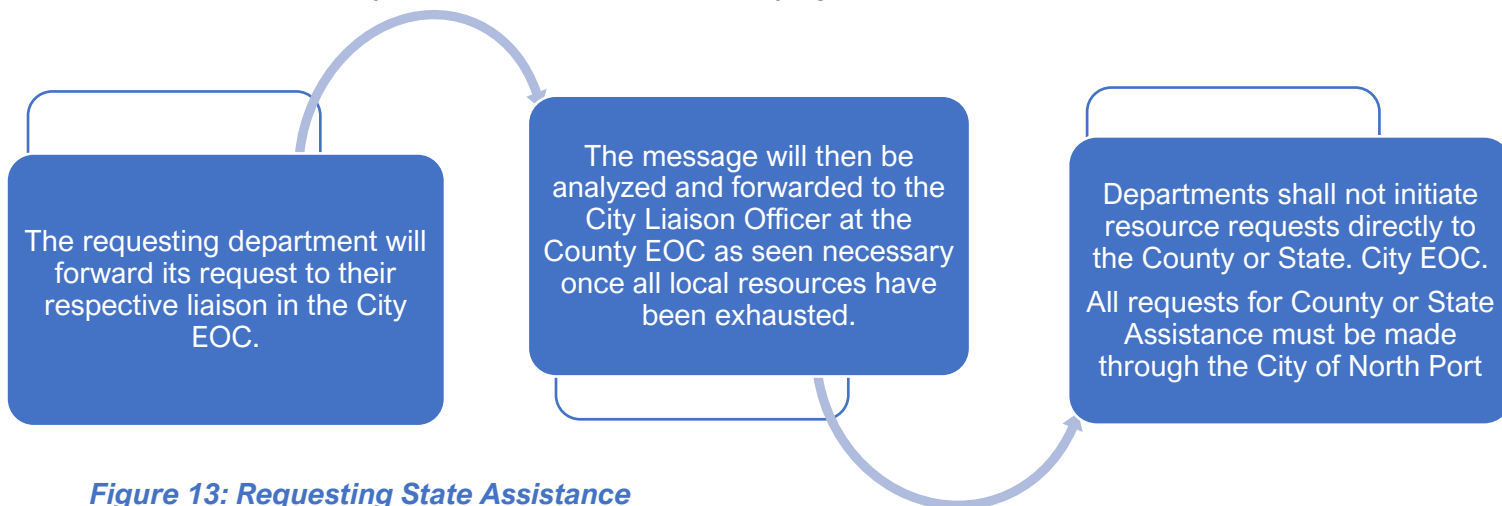 The requesting department will
forward its request to their
respective liaison in the City
EOC.
The message will then be
analyzed and forwarded to the
City Liaison Officer at the
County EOC as seen necessary
once all local resources have
been exhausted.
Departments shall not initiate
resource requests directly to
the County or State. City EOC.
All requests for County or State
Assistance must be made
through the City of North Port
Figure 13: Requesting State Assistance